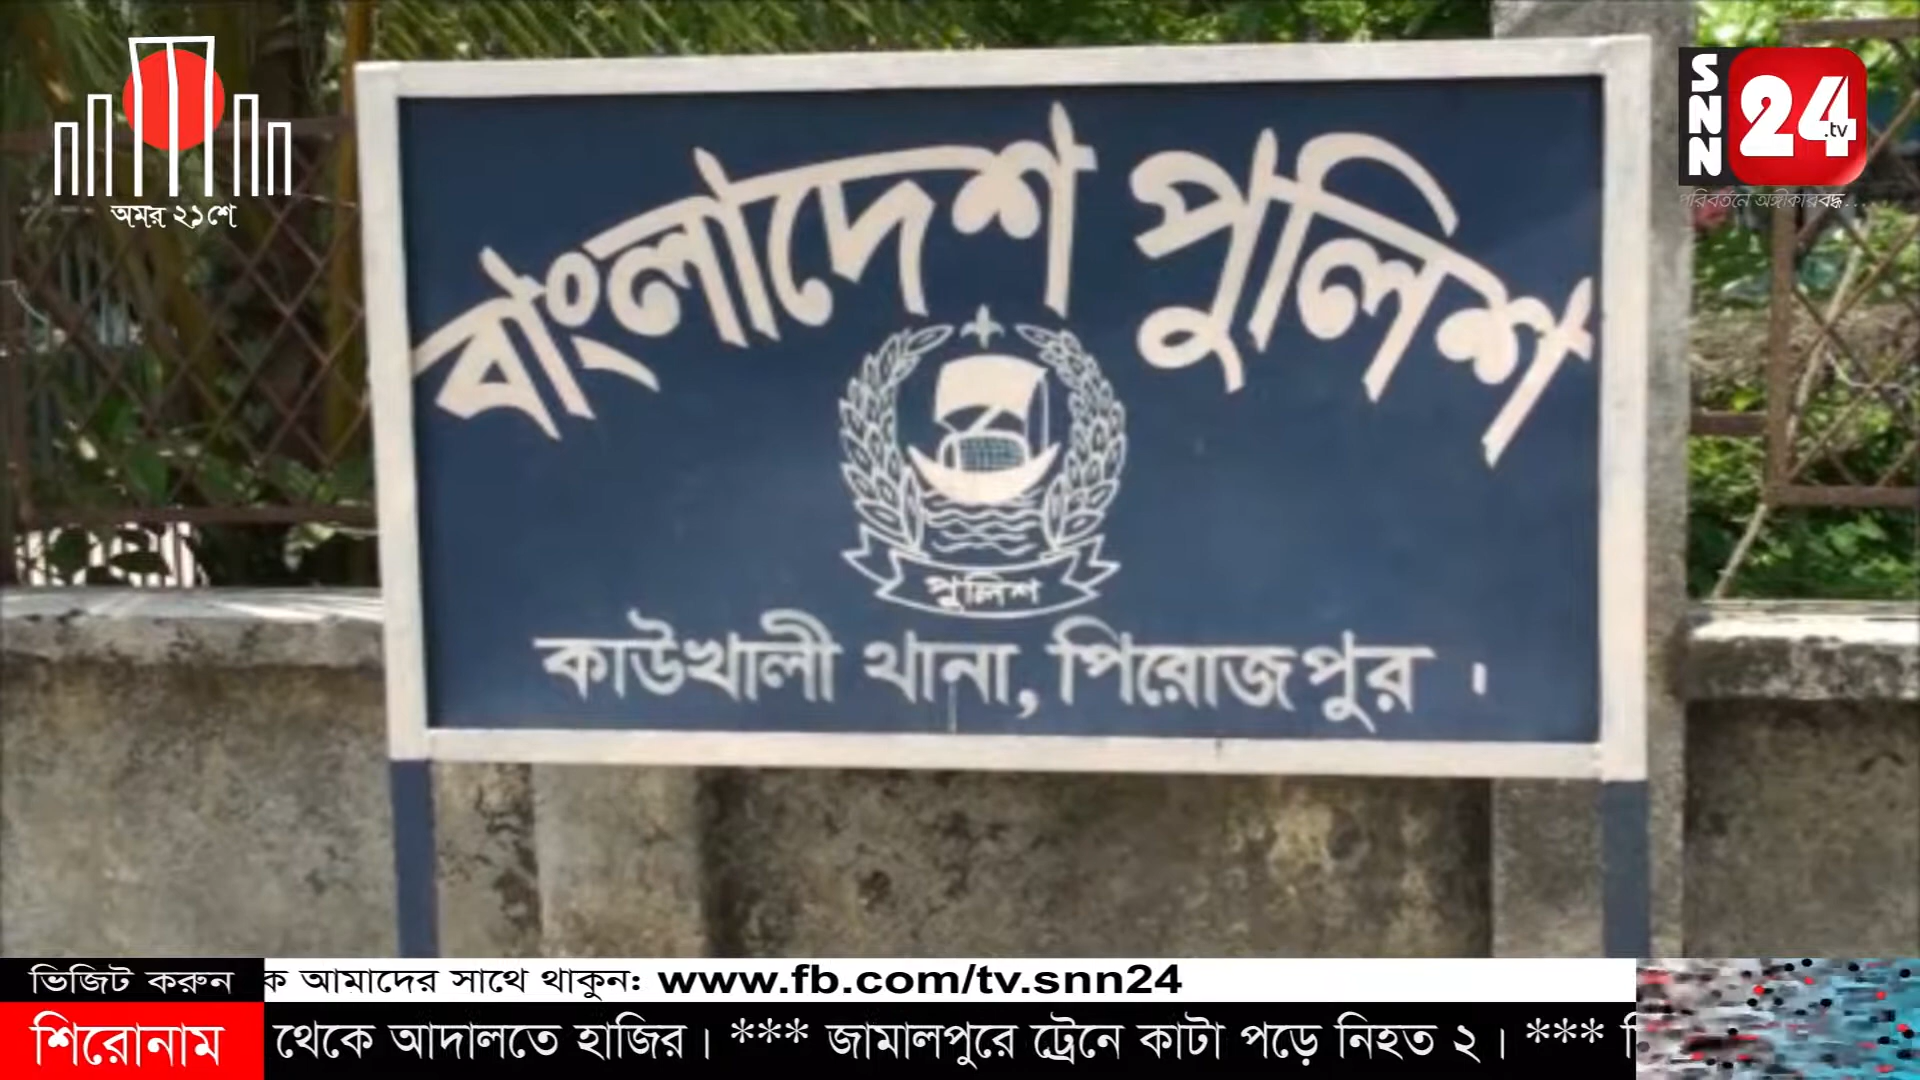 অমর ২১শে
SNN
24
.tv
পরিবর্তনে অঙ্গীকারবদ্ধ...
বাংলাদেশ পুলিশ
পুলিশ
কাউখালী থানা, পিরোজপুর ।
ভিজিট করুন
ক আমাদের সাথে থাকুন: www.fb.com/tv.snn24
শিরোনাম
থেকে আদালতে হাজির। *** জামালপুরে ট্রেনে কাটা পড়ে নিহত ২। ***